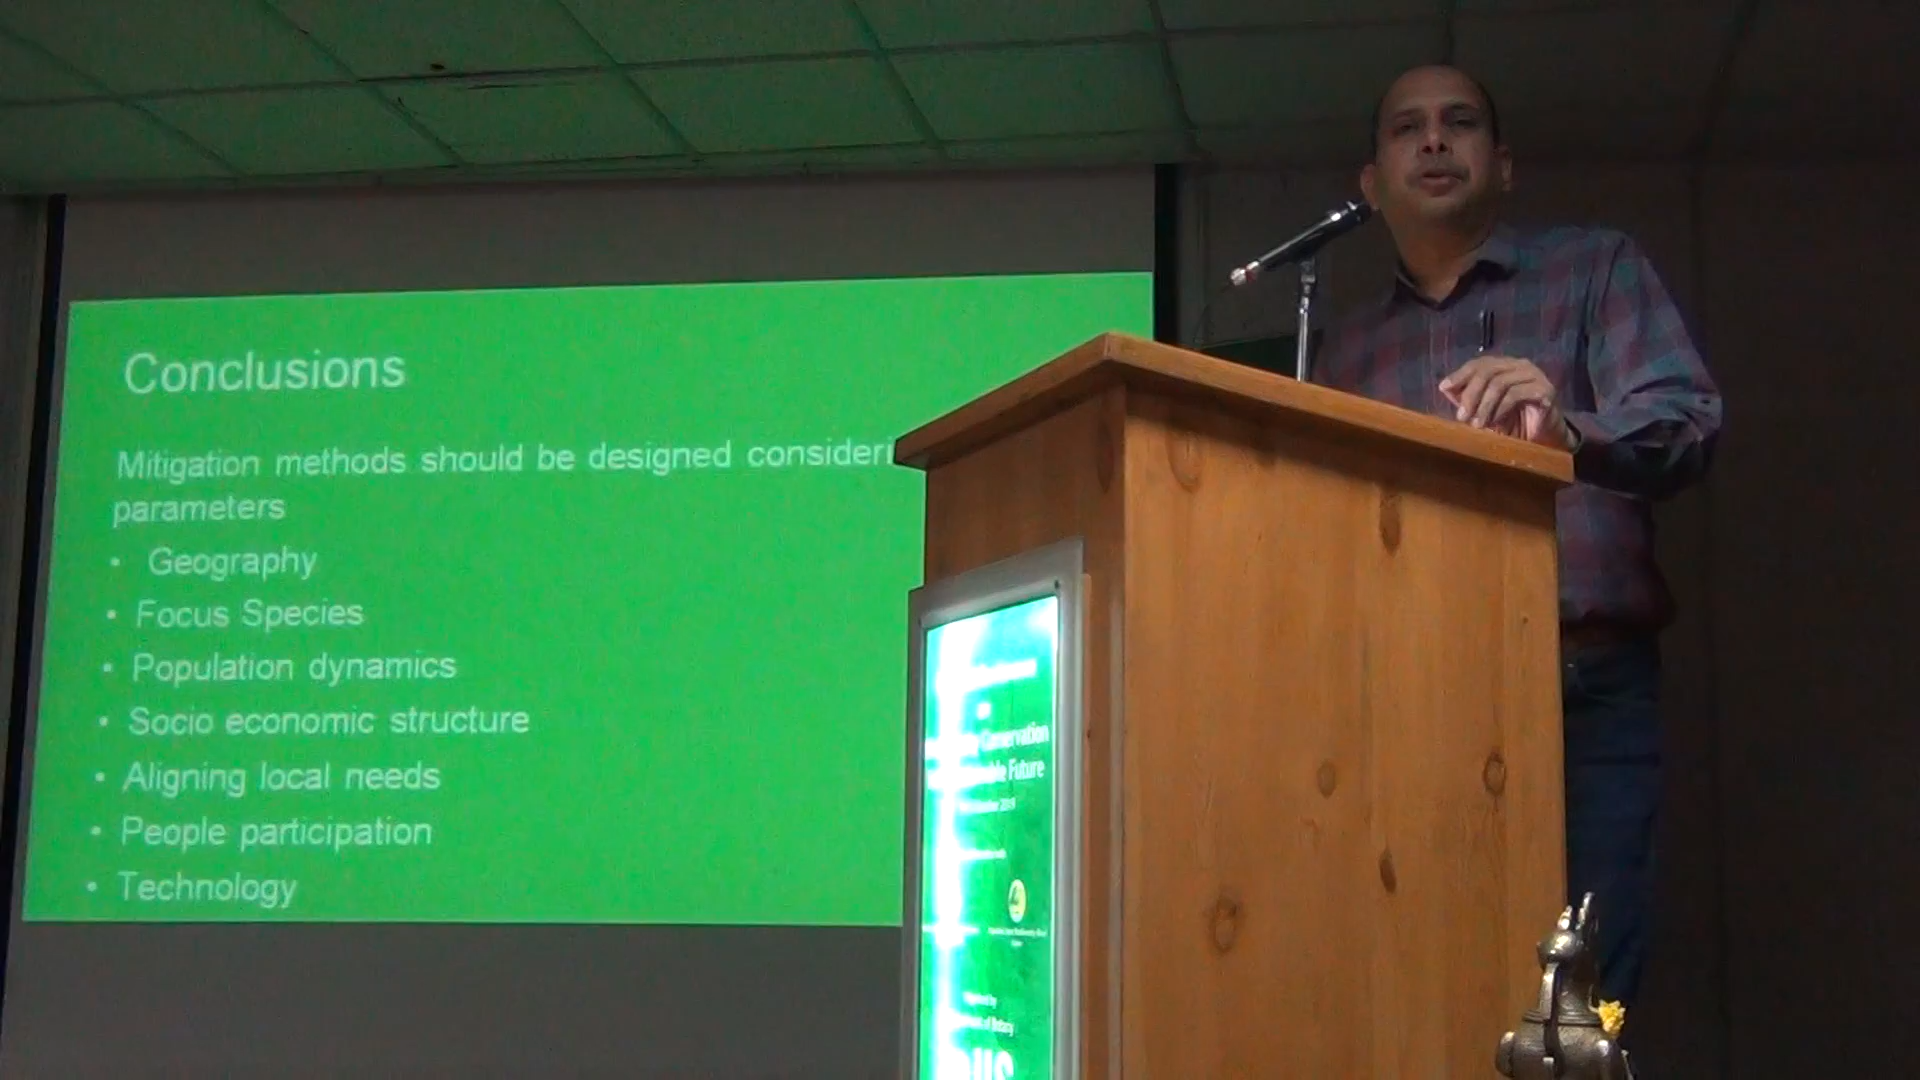 Conclusions
Mitigation methods should be designed consideri
parameters
• Geography
• Focus Species
• Population dynamics
• Socio economic structure
• Aligning local needs
• People participation
• Technology
Conservation
Future